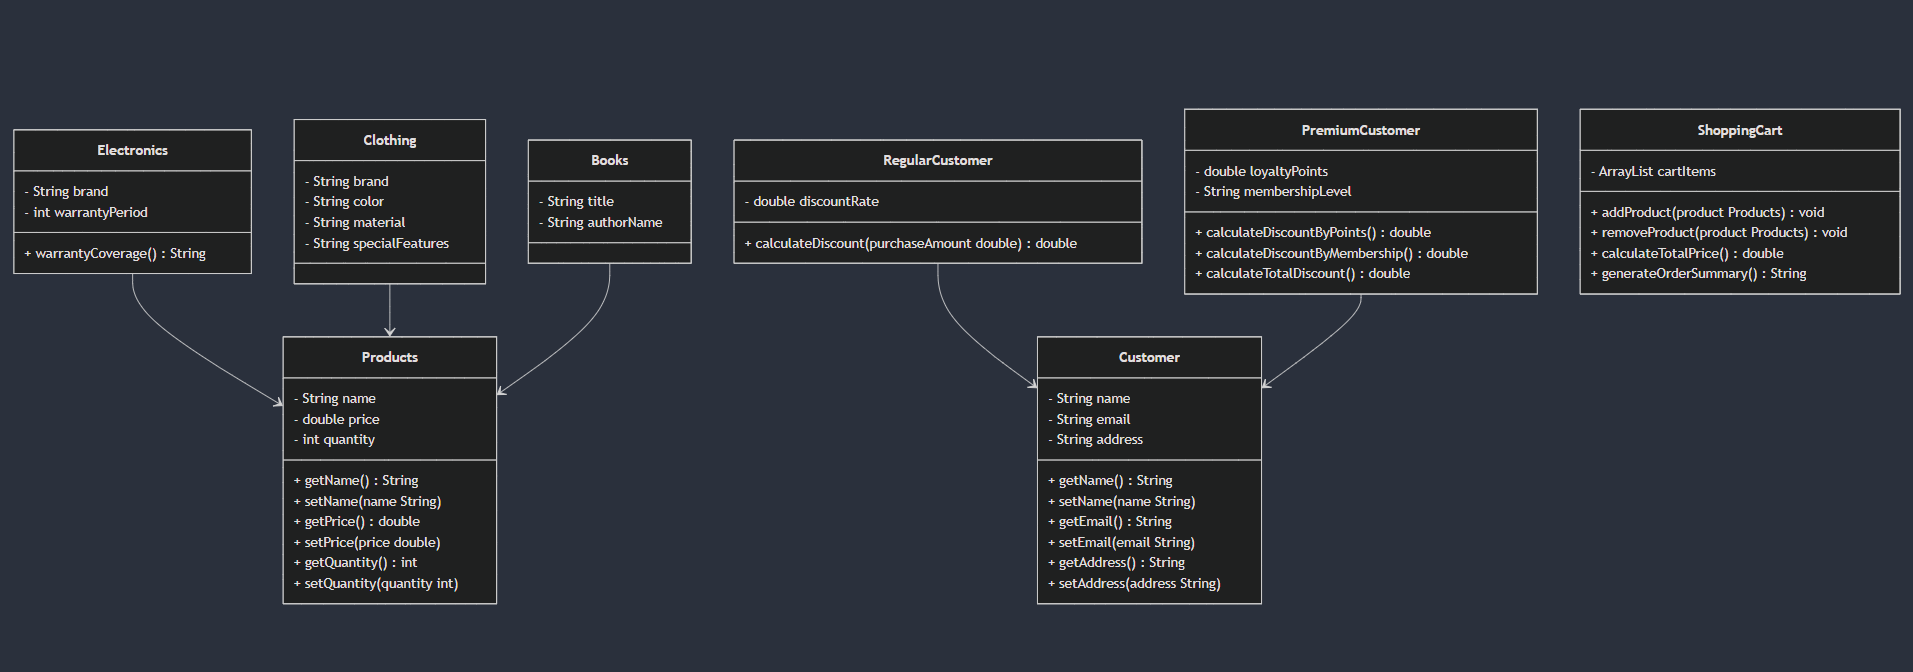 Electronics
- String brand
- int warrantyPeriod
+ warrantyCoverage() : String
Clothing
- String brand
- String color
- String material
- String specialFeatures
Books
- String title
- String authorName
RegularCustomer
- double discountRate
+ calculateDiscount(purchaseAmount double) : double
PremiumCustomer
- double loyaltyPoints
- String membershipLevel
+ calculateDiscountByPoints() : double
+ calculateDiscountByMembership() : double
+ calculateTotalDiscount() : double
ShoppingCart
- ArrayList cartItems
+ addProduct(product Products) : void
+ removeProduct(product Products) : void
+ calculateTotalPrice() : double
+ generateOrderSummary() : String
Products
- String name
- double price
- int quantity
+ getName() : String
+ setName(name String)
+ getPrice() : double
+ setPrice(price double)
+ getQuantity() : int
+ setQuantity(quantity int)
Customer
- String name
- String email
- String address
+ getName() : String
+ setName(name String)
+ getEmail() : String
+ setEmail(email String)
+ getAddress() : String
+ setAddress(address String)